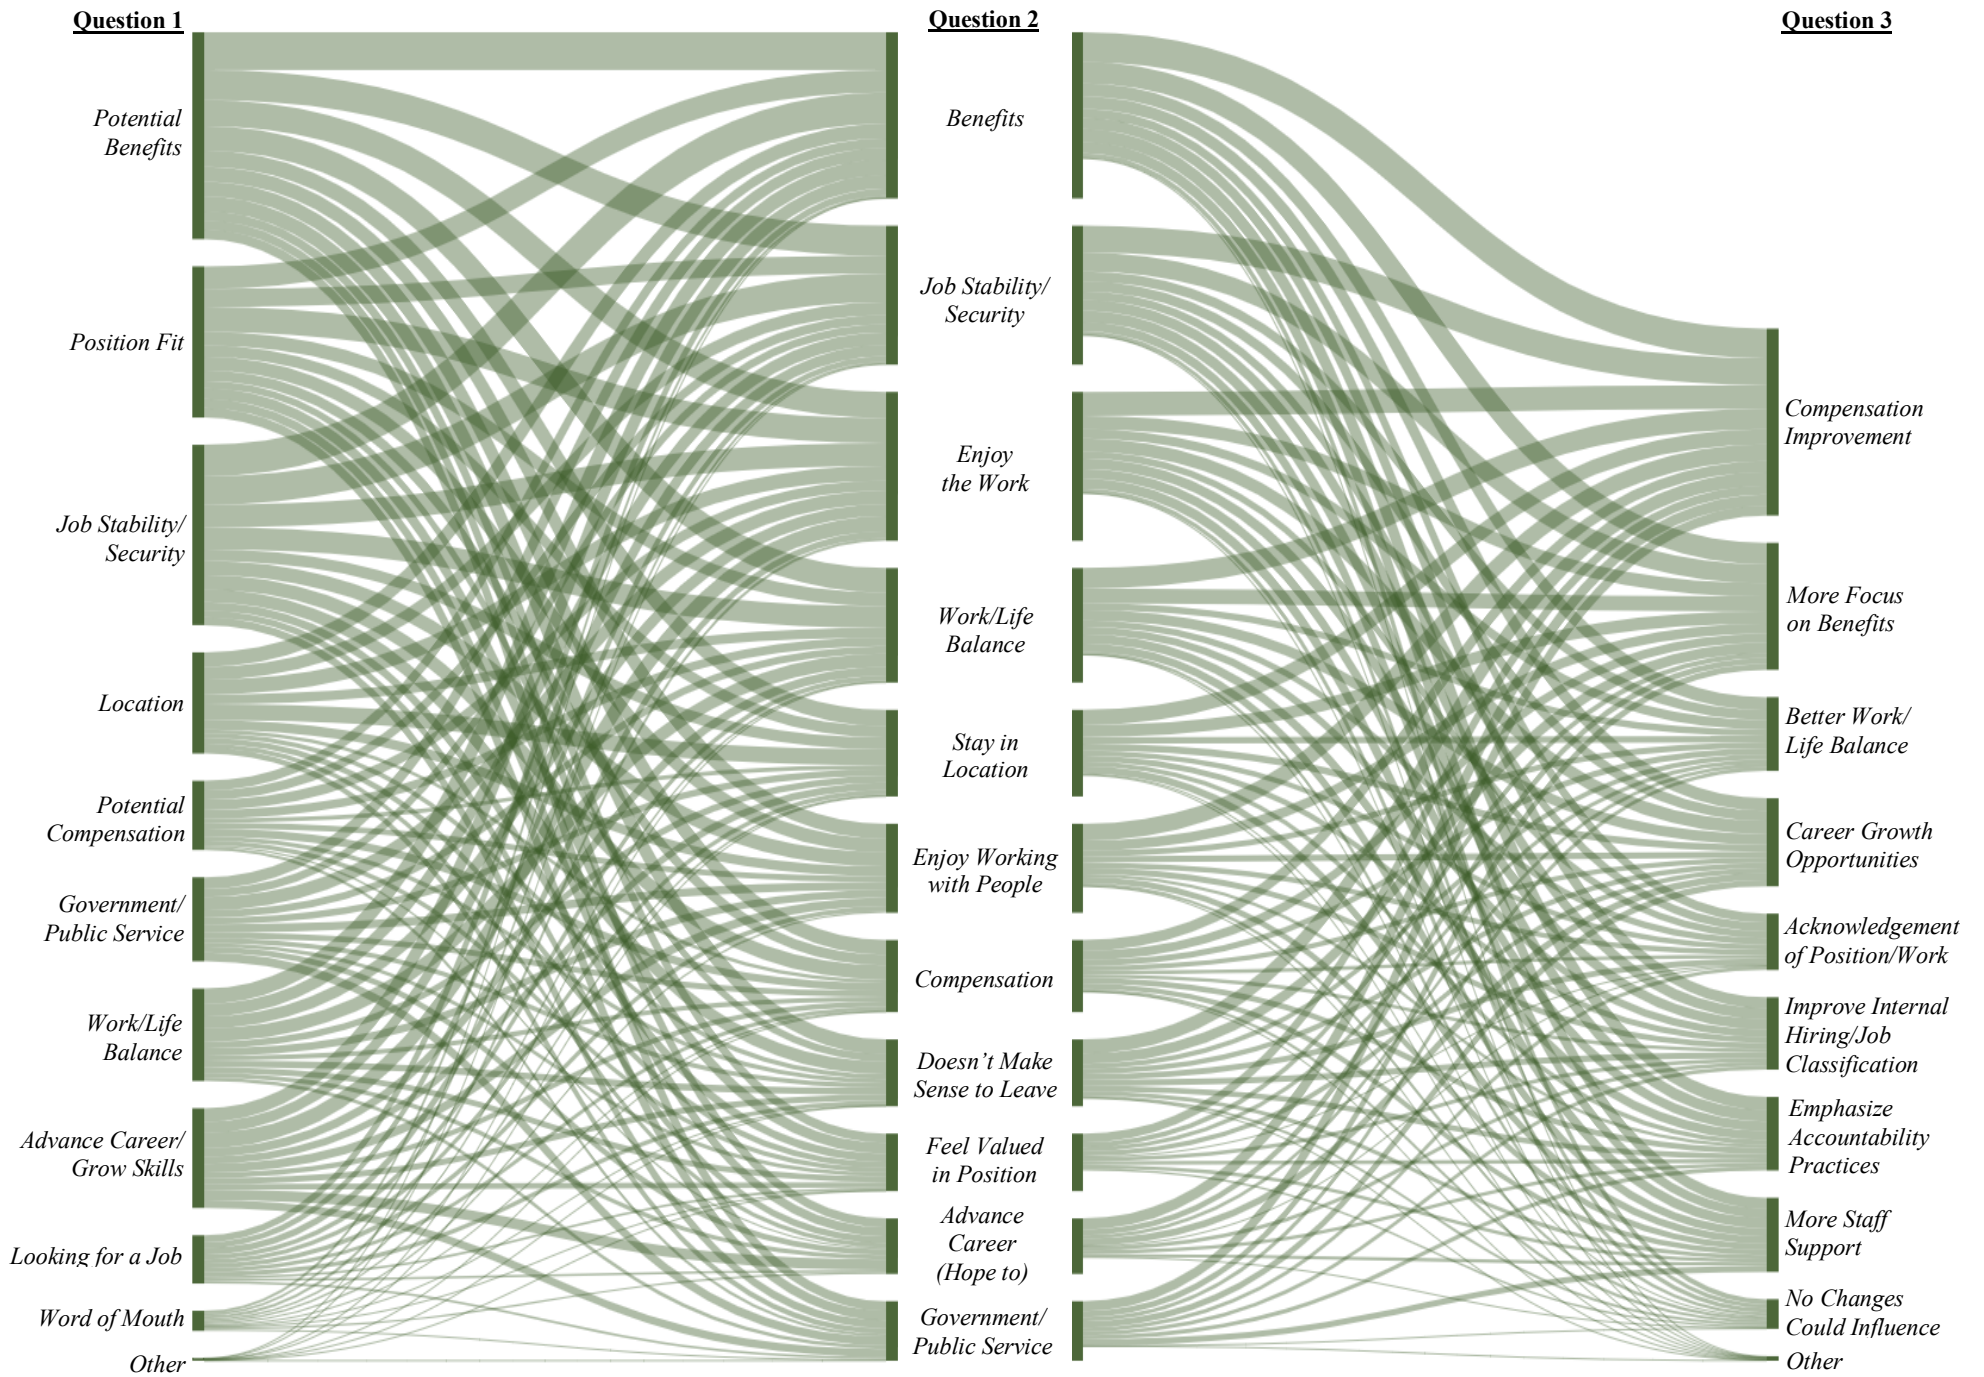 Question 1
Question 2
Question 3
Potential
Benefits
Position Fit
Job Stability/
Security
Location
Potential
Compensation
Government/
Public Service
Work/Life
Balance
Advance Career/
Grow Skills
Looking for a Job
Word of Mouth
Other
Benefits
Job Stability/
Security
Enjoy
the Work
Work/Life
Balance
Stay in
Location
Enjoy Working
with People
Compensation
Doesn’t Make
Sense to Leave
Feel Valued
in Position
Advance
Career
(Hope to)
Government/
Public Service
Compensation
Improvement
More Focus
on Benefits
Better Work/
Life Balance
Career Growth
Opportunities
Acknowledgement
of Position/Work
Improve Internal
Hiring/Job
Classification
Emphasize
Accountability
Practices
More Staff
Support
No Changes
Could Influence
Other